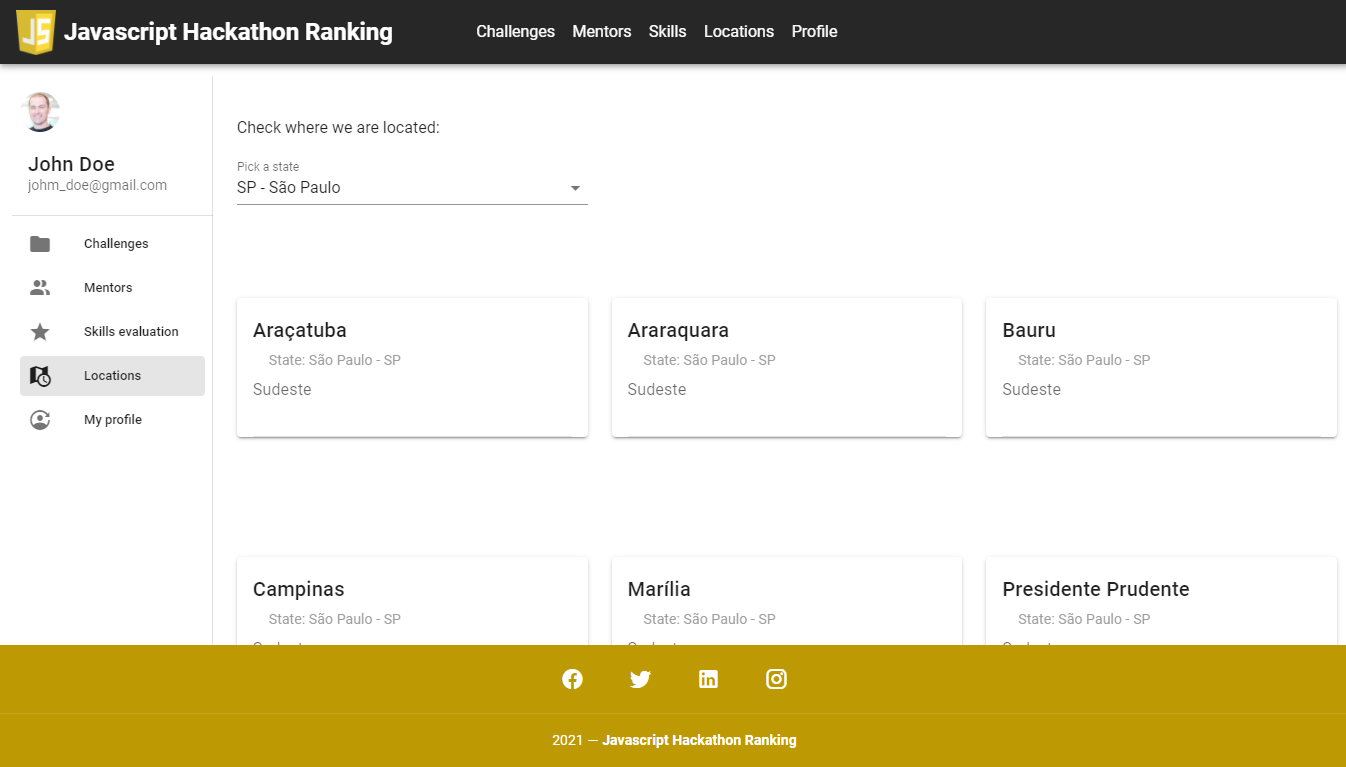 JS Javascript Hackathon Ranking Challenges Mentors Skills Locations Profile
John Doe
johm_doe@gmail.com
Challenges
Mentors
Skills evaluation
Locations
My profile
Check where we are located:
Pick a state
SP - São Paulo
Araçatuba
State: São Paulo - SP
Sudeste
Araraquara
State: São Paulo - SP
Sudeste
Bauru
State: São Paulo - SP
Sudeste
Campinas
State: São Paulo - SP
Marília
State: São Paulo - SP
Presidente Prudente
State: São Paulo - SP
2021 — Javascript Hackathon Ranking